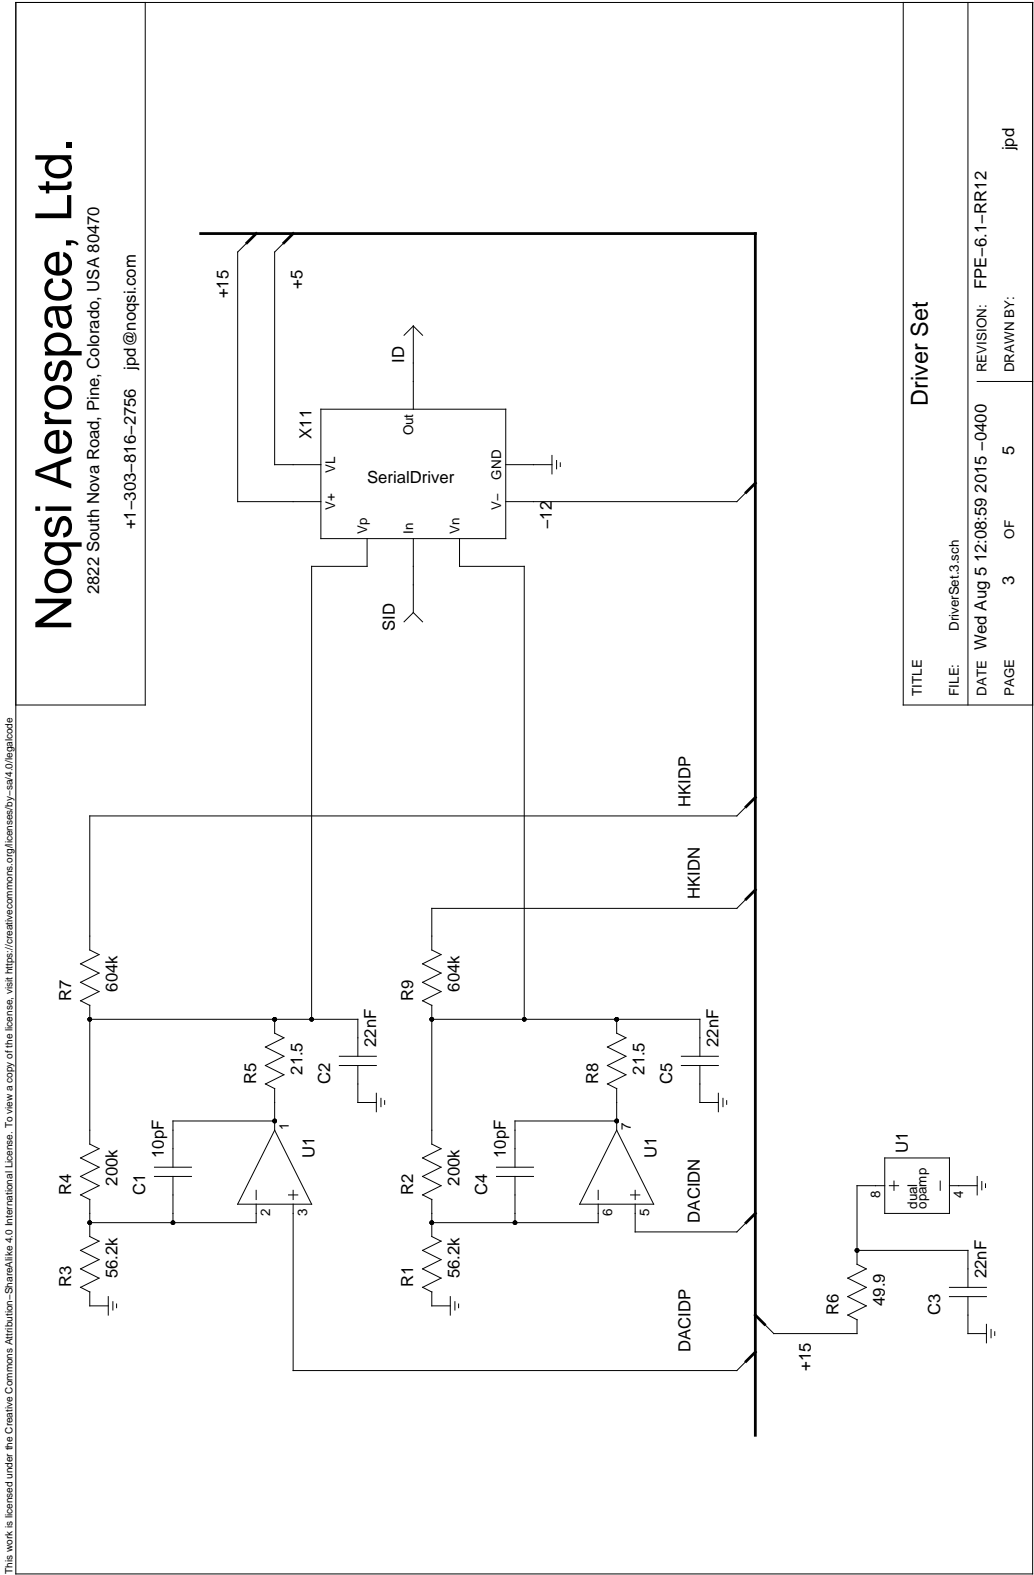 This work is licensed under the Creative Commons Attribution−ShareAlike 4.0 International License. To view a copy of the license, visit https://creativecommons.org/licenses/by−sa/4.0/legalcode
Noqsi Aerospace, Ltd.
2822 South Nova Road, Pine, Colorado, USA 80470
+1−303−816−2756 jpd@noqsi.com
R3
56.2k
R4
200k
R7
604k
C1
10pF
2
3
−
+
1
U1
R5
21.5
C2
22nF
R1
56.2k
R2
200k
R9
604k
C4
10pF
6
5
−
+
7
U1
R8
21.5
C5
22nF
DACIDP
DACIDN
HKIDN
HKIDP
+15
+5
X11
V+
VL
Vp
In
Vn
SerialDriver
Out
V−
GND
SID
ID
−12
+15
R6
49.9
C3
22nF
U1
8
+
dual
opamp
−
4
TITLE
Driver Set
FILE: DriverSet.3.sch
DATE Wed Aug 5 12:08:59 2015 −0400
REVISION: FPE−6.1−RR12
PAGE 3 OF 5
DRAWN BY: jpd